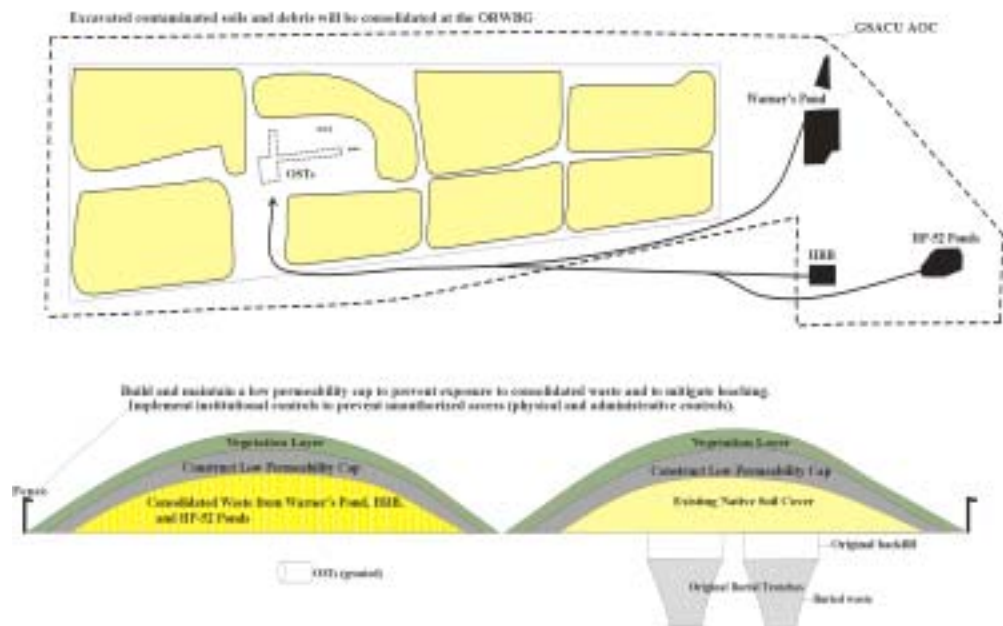 Excavated contaminated soils and debris will be consolidated at the ORWBG
GSACU AOC
Warner's Pond
OSTs
HRB
HP-52 Ponds
Build and maintain a low permeability cap to prevent exposure to consolidated waste and to mitigate leaching.
Implement institutional controls to prevent unauthorized access (physical and administrative controls).
Vegetation Layer
Vegetation Layer
Construct Low Permeability Cap
Construct Low Permeability Cap
Fence
Consolidated Waste from Warner's Pond, HRB,
and HP-52 Ponds
Existing Native Soil Cover
Original backfill
OSTs (grouted)
Original Burial Trenches
Buried waste